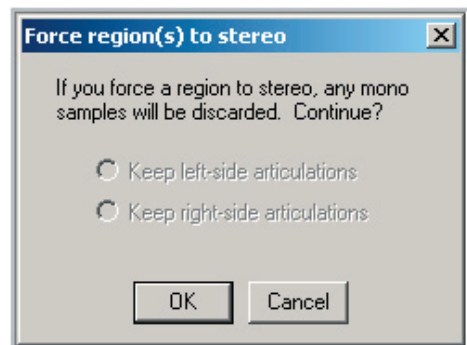 Force region(s) to stereo
If you force a region to stereo, any mono
samples will be discarded. Continue?
Keep left-side articulations
Keep right-side articulations
OK Cancel